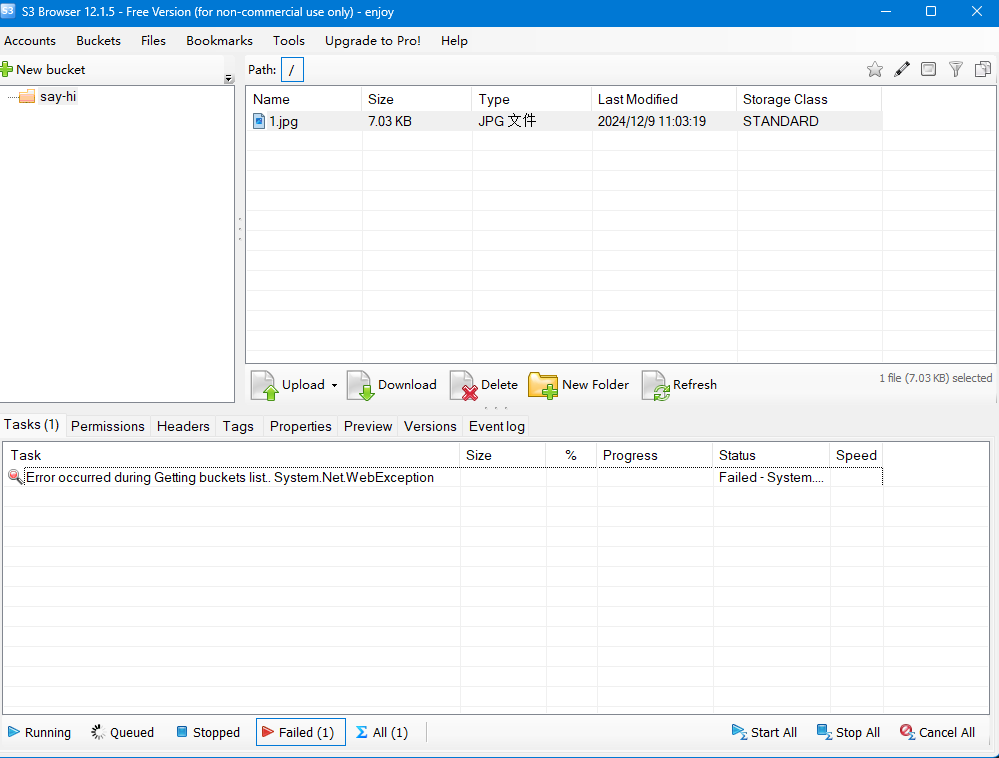 S3 Browser 12.1.5 - Free Version (for non-commercial use only) - enjoy
Accounts Buckets Files Bookmarks Tools Upgrade to Pro! Help
New bucket
Path: /
say-hi
Name Size Type Last Modified Storage Class
1.jpg 7.03 KB JPG 文件 2024/12/9 11:03:19 STANDARD
Upload Download Delete New Folder Refresh 1 file (7.03 KB) selected
Tasks (1) Permissions Headers Tags Properties Preview Versions Event log
Task Size % Progress Status Speed
Error occurred during Getting buckets list.. System.Net.WebException Failed - System....
Running Queued Stopped Failed (1) All (1) Start All Stop All Cancel All